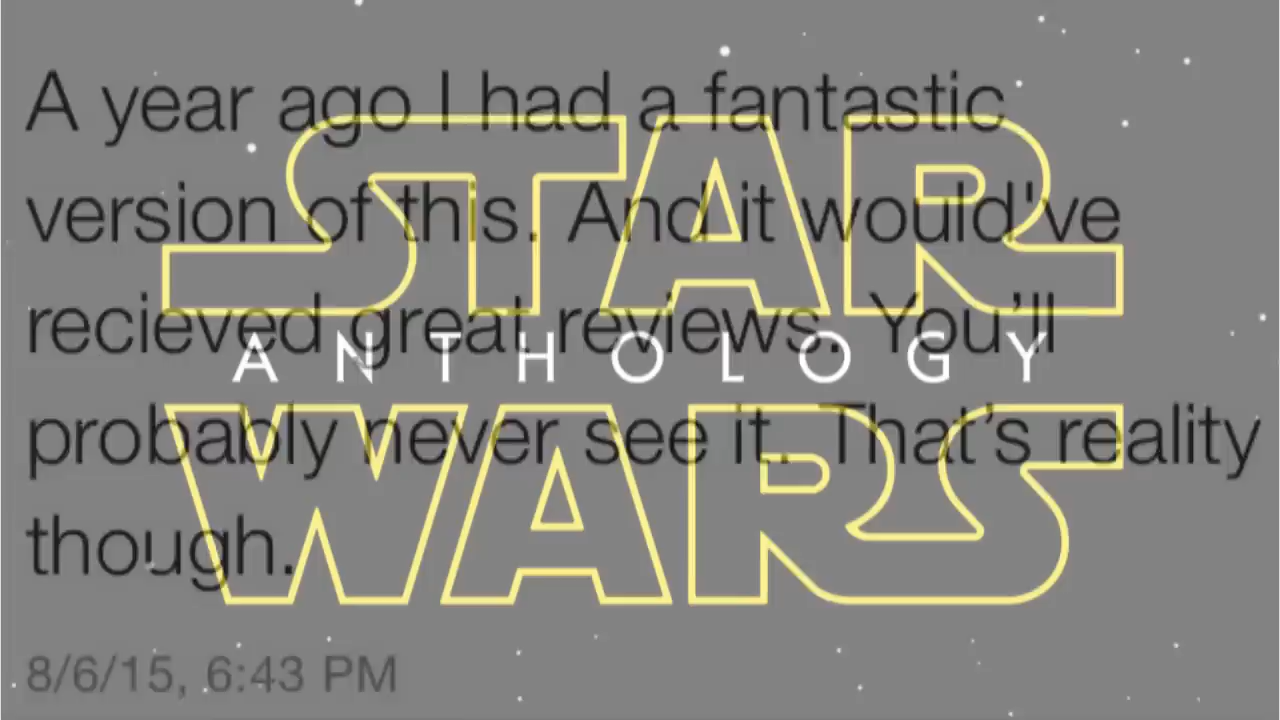 A year ago I had a fantastic
version of this. And it would've
recieved great reviews. You'll
probably never see it. That's reality
though.
8/6/15, 6:43 PM
STAR
ANTHOLOGY
WARS